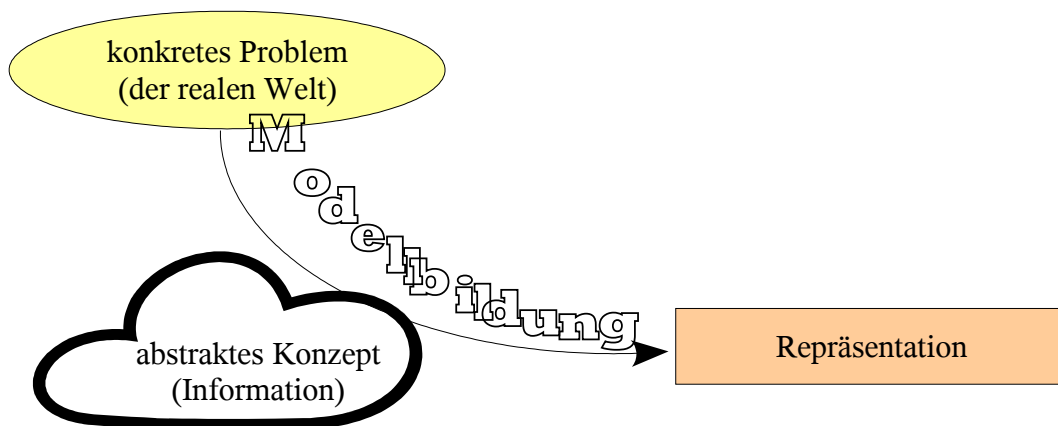 konkretes Problem
(der realen Welt)
Modellbildung
abstraktes Konzept
(Information)
Repräsentation